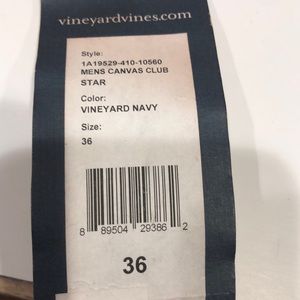 vineyardvines.com
Style:
1A19529-410-10560
MENS CANVAS CLUB
STAR
Color:
VINEYARD NAVY
Size:
36
8 89504 29386 2
36